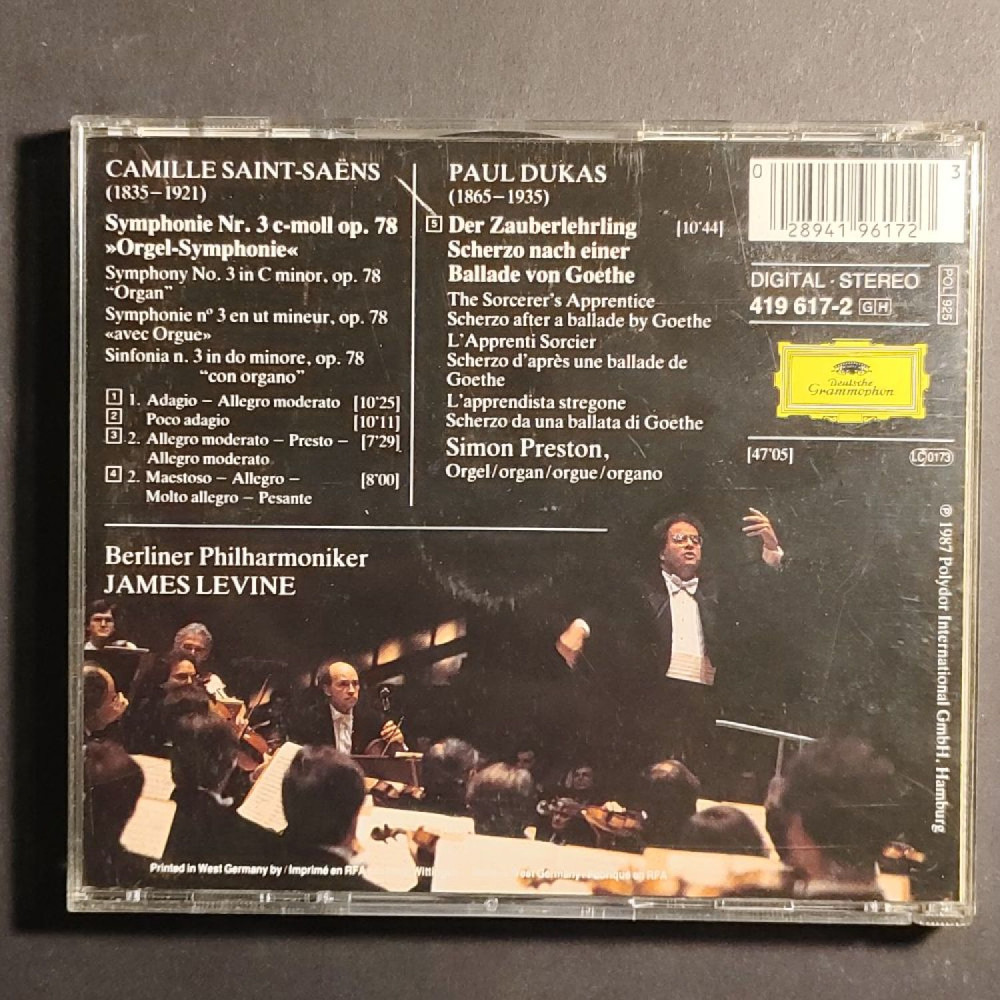 CAMILLE SAINT-SAËNS
(1835–1921)
Symphonie Nr. 3 c-moll op. 78
»Orgel-Symphonie«
Symphony No. 3 in C minor, op. 78
“Organ”
Symphonie nº 3 en ut mineur, op. 78
«avec Orgue»
Sinfonia n. 3 in do minore, op. 78
“con organo”
1 1. Adagio – Allegro moderato [10'25]
2 Poco adagio [10'11]
3 2. Allegro moderato – Presto – [7'29]
Allegro moderato
4 2. Maestoso – Allegro – [8'00]
Molto allegro – Pesante
PAUL DUKAS
(1865–1935)
5 Der Zauberlehrling [10'44]
Scherzo nach einer
Ballade von Goethe
The Sorcerer's Apprentice
Scherzo after a ballade by Goethe
L'Apprenti Sorcier
Scherzo d'après une ballade de
Goethe
L'apprendista stregone
Scherzo da una ballata di Goethe
Simon Preston,
Orgel/organ/orgue/organo
[47'05]
0 28941 96172 3
DIGITAL · STEREO
419 617-2 GH
POL 925
Deutsche
Grammophon
LC 0173
Berliner Philharmoniker
JAMES LEVINE
℗ 1987 Polydor International GmbH, Hamburg
Printed in West Germany by / Imprimé en RFA